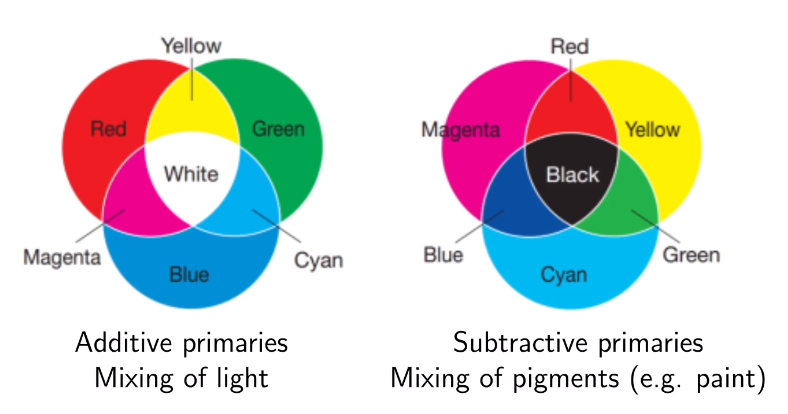 Yellow
Red
Green
White
Magenta
Cyan
Blue
Additive primaries
Mixing of light
Red
Magenta
Yellow
Black
Blue
Green
Cyan
Subtractive primaries
Mixing of pigments (e.g. paint)